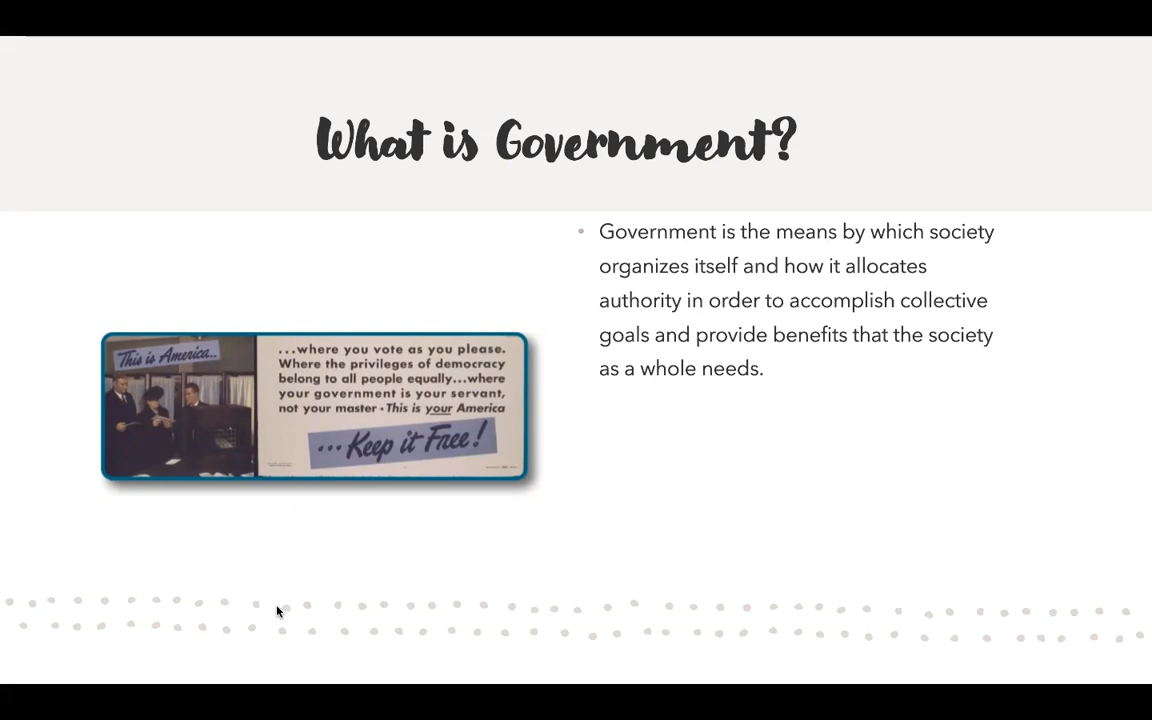 What is Government?
• Government is the means by which society
organizes itself and how it allocates
authority in order to accomplish collective
goals and provide benefits that the society
as a whole needs.
This is America..
...where you vote as you please.
Where the privileges of democracy
belong to all people equally...where
your government is your servant,
not your master • This is your America
... Keep it Free!